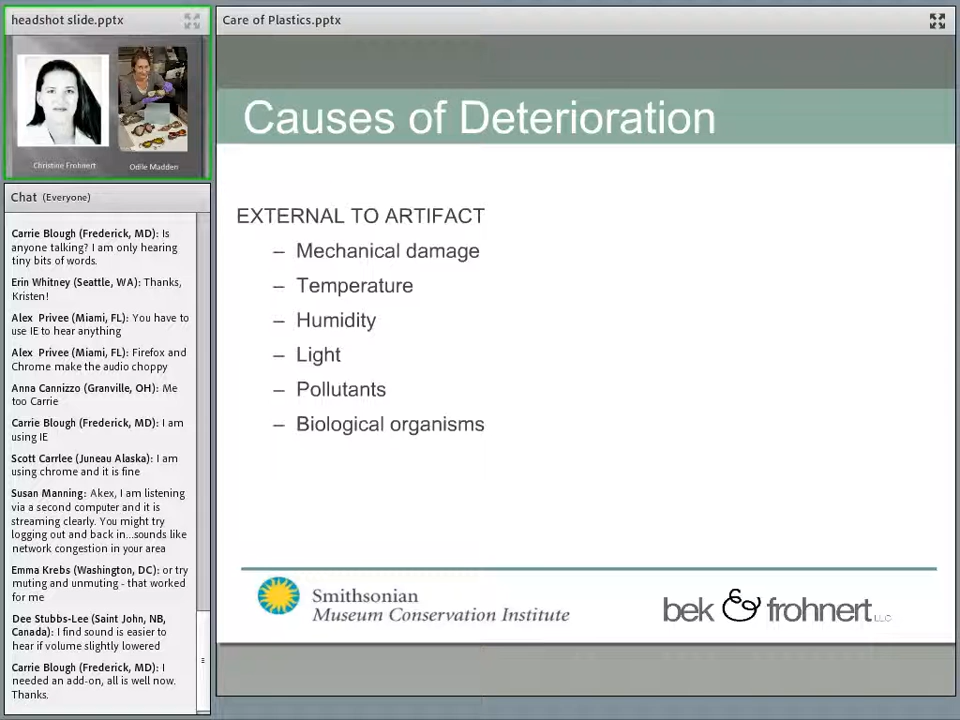 headshot slide.pptx
Christine Frohnert
Odile Madden
Chat (Everyone)
Carrie Blough (Frederick, MD): Is
anyone talking? I am only hearing
tiny bits of words.
Erin Whitney (Seattle, WA): Thanks,
Kristen!
Alex Privee (Miami, FL): You have to
use IE to hear anything
Alex Privee (Miami, FL): Firefox and
Chrome make the audio choppy
Anna Cannizzo (Granville, OH): Me
too Carrie
Carrie Blough (Frederick, MD): I am
using IE
Scott Carrlee (Juneau Alaska): I am
using chrome and it is fine
Susan Manning: Akex, I am listening
via a second computer and it is
streaming clearly. You might try
logging out and back in...sounds like
network congestion in your area
Emma Krebs (Washington, DC): or try
muting and unmuting - that worked
for me
Dee Stubbs-Lee (Saint John, NB,
Canada): I find sound is easier to
hear if volume slightly lowered
Carrie Blough (Frederick, MD): I
needed an add-on, all is well now.
Thanks.
Care of Plastics.pptx
Causes of Deterioration
EXTERNAL TO ARTIFACT
– Mechanical damage
– Temperature
– Humidity
– Light
– Pollutants
– Biological organisms
Smithsonian
Museum Conservation Institute
bek & frohnert LLC